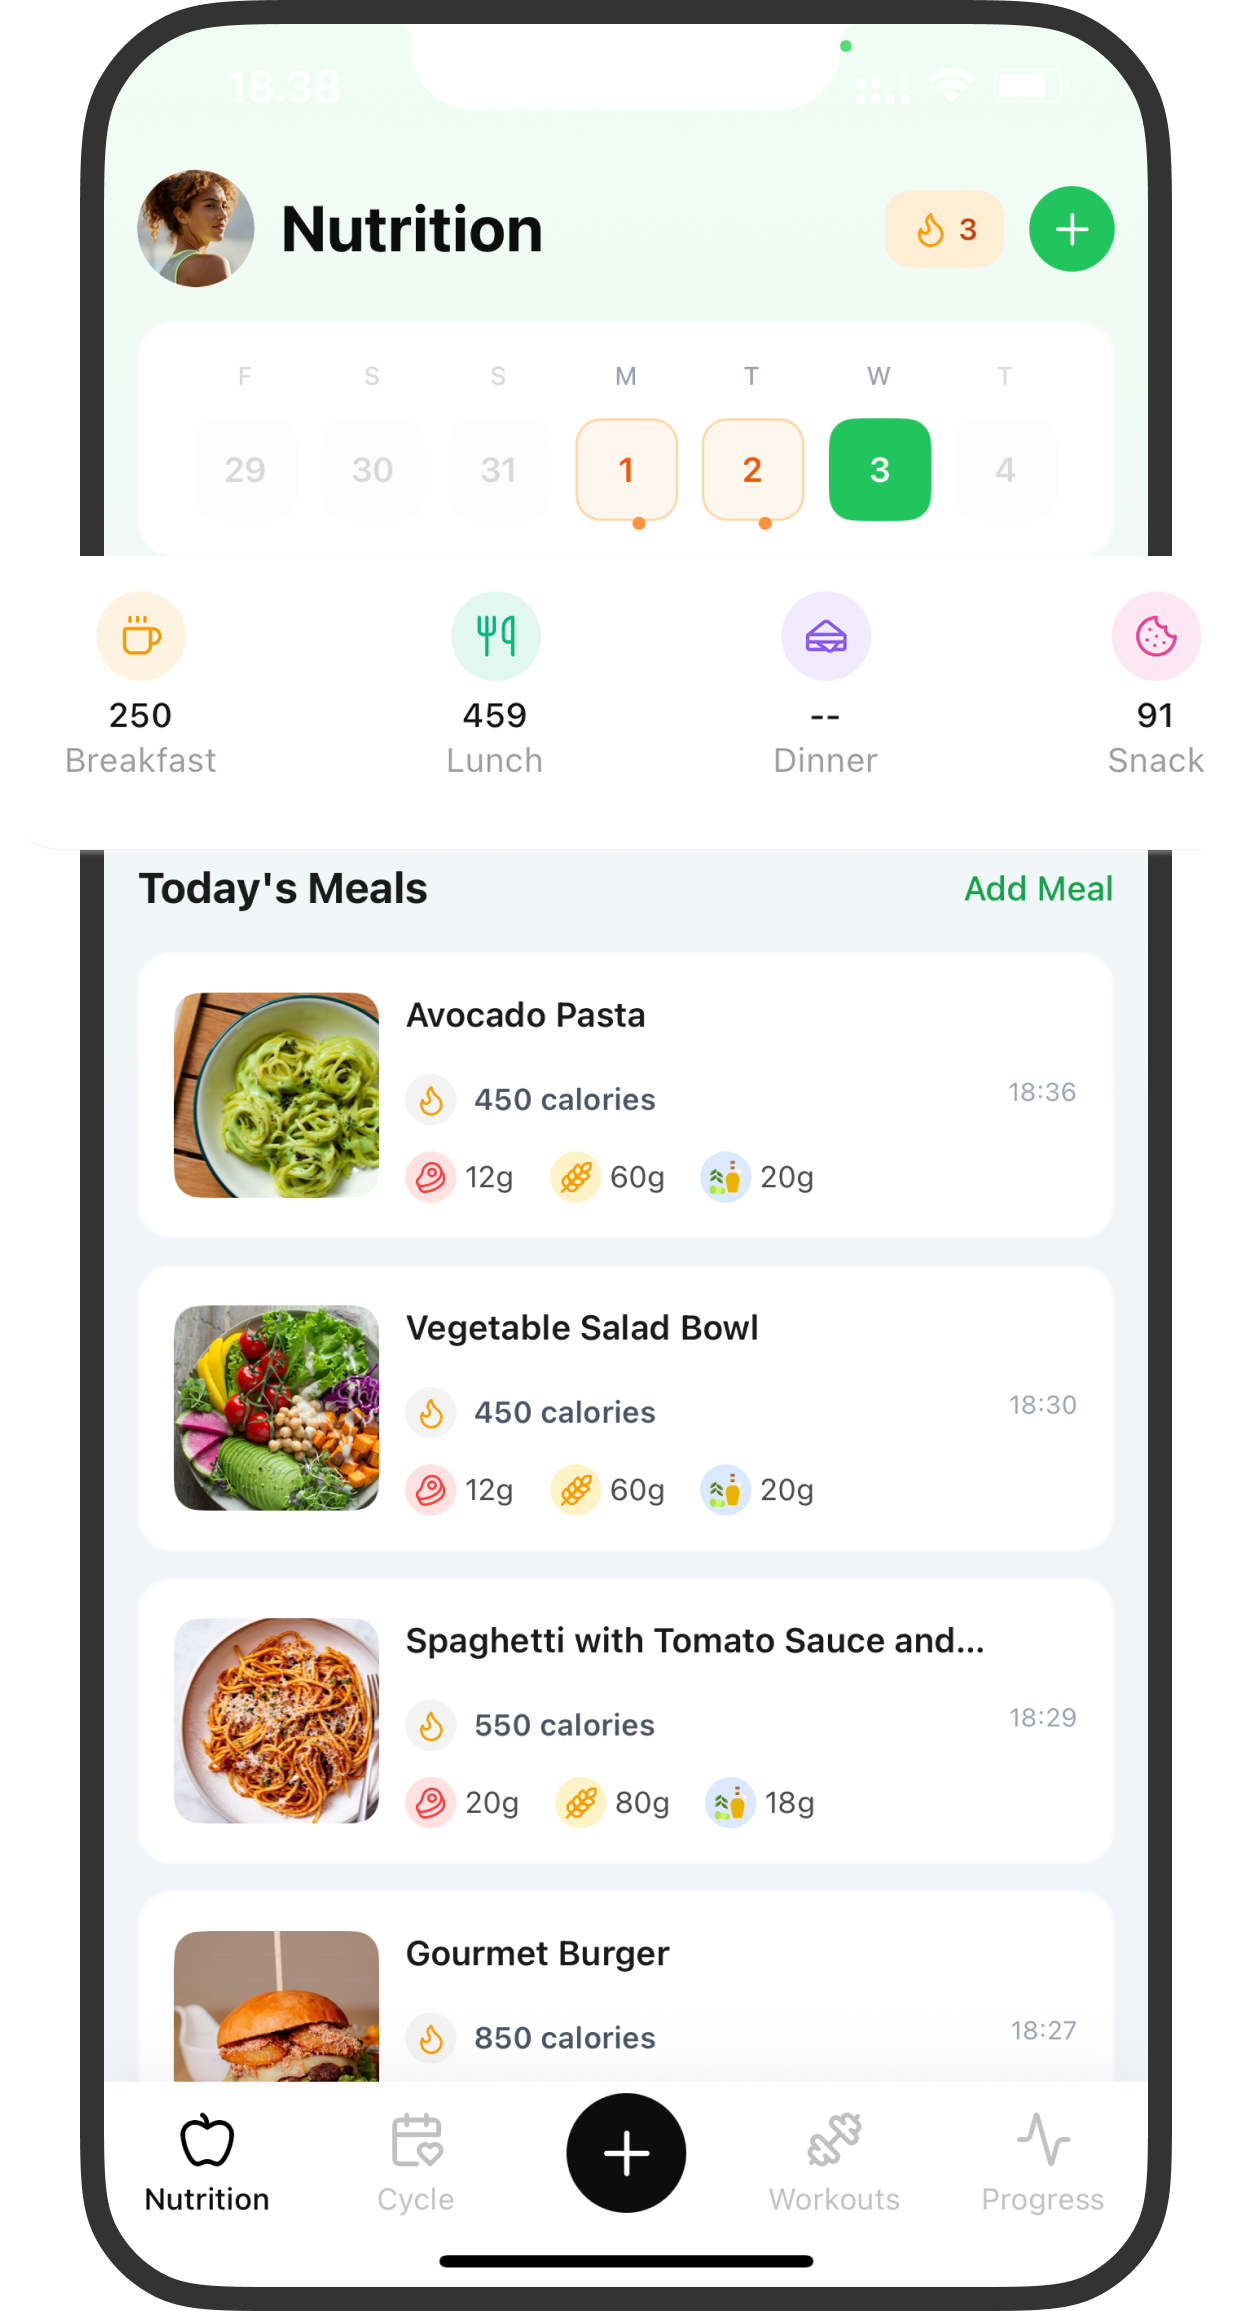 18.38
Nutrition
3
F S S M T W T
29 30 31 1 2 3 4
250 459 -- 91
Breakfast Lunch Dinner Snack
Today's Meals Add Meal
Avocado Pasta
450 calories
18:36
12g 60g 20g
Vegetable Salad Bowl
450 calories
18:30
12g 60g 20g
Spaghetti with Tomato Sauce and...
550 calories
18:29
20g 80g 18g
Gourmet Burger
850 calories
18:27
Nutrition Cycle Workouts Progress